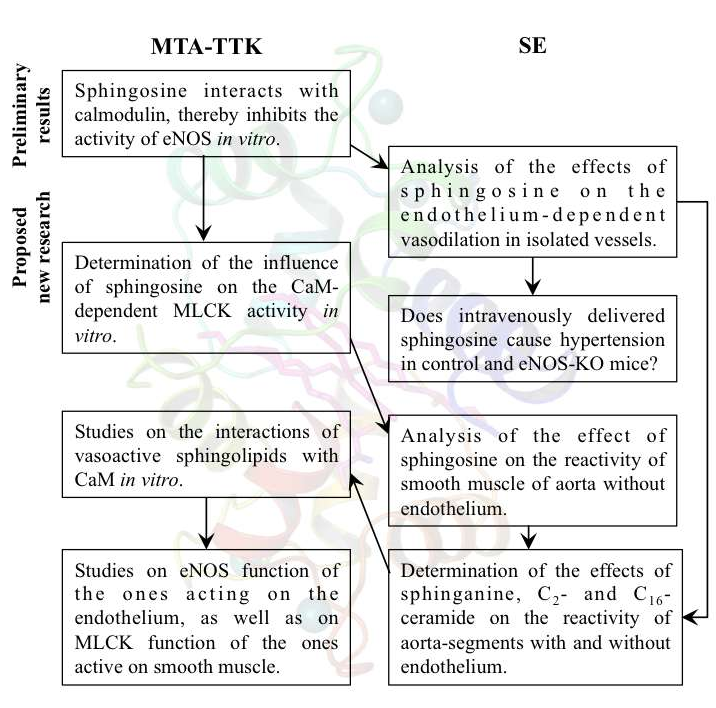 MTA-TTK
SE
Preliminary
results
Sphingosine interacts with
calmodulin, thereby inhibits the
activity of eNOS in vitro.
Analysis of the effects of
sphingosine on the
endothelium-dependent
vasodilation in isolated vessels.
Proposed
new research
Determination of the influence
of sphingosine on the CaM-
dependent MLCK activity in
vitro.
Does intravenously delivered
sphingosine cause hypertension
in control and eNOS-KO mice?
Studies on the interactions of
vasoactive sphingolipids with
CaM in vitro.
Analysis of the effect of
sphingosine on the reactivity of
smooth muscle of aorta without
endothelium.
Studies on eNOS function of
the ones acting on the
endothelium, as well as on
MLCK function of the ones
active on smooth muscle.
Determination of the effects of
sphinganine, C₂- and C₁₆-
ceramide on the reactivity of
aorta-segments with and without
endothelium.